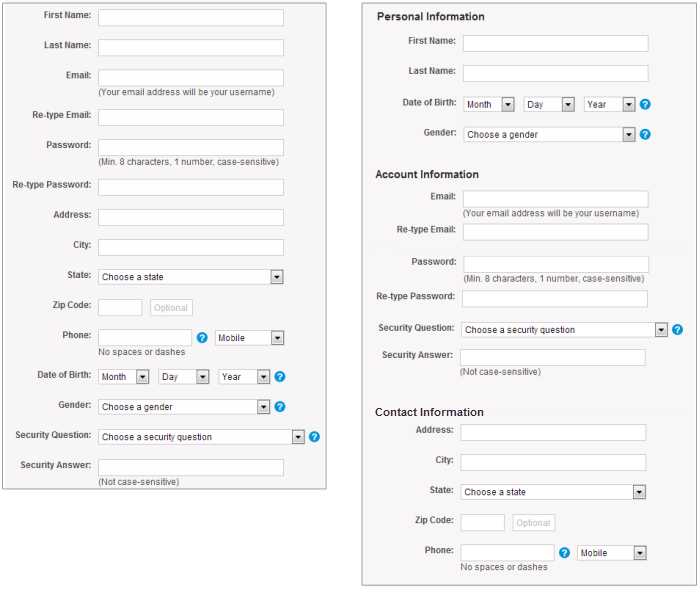 First Name:
Last Name:
Email:
(Your email address will be your username)
Re-type Email:
Password:
(Min. 8 characters, 1 number, case-sensitive)
Re-type Password:
Address:
City:
State: Choose a state
Zip Code: Optional
Phone: ? Mobile
No spaces or dashes
Date of Birth: Month Day Year ?
Gender: Choose a gender ?
Security Question: Choose a security question ?
Security Answer:
(Not case-sensitive)
Personal Information
First Name:
Last Name:
Date of Birth: Month Day Year ?
Gender: Choose a gender ?
Account Information
Email:
(Your email address will be your username)
Re-type Email:
Password:
(Min. 8 characters, 1 number, case-sensitive)
Re-type Password:
Security Question: Choose a security question ?
Security Answer:
(Not case-sensitive)
Contact Information
Address:
City:
State: Choose a state
Zip Code: Optional
Phone: ? Mobile
No spaces or dashes